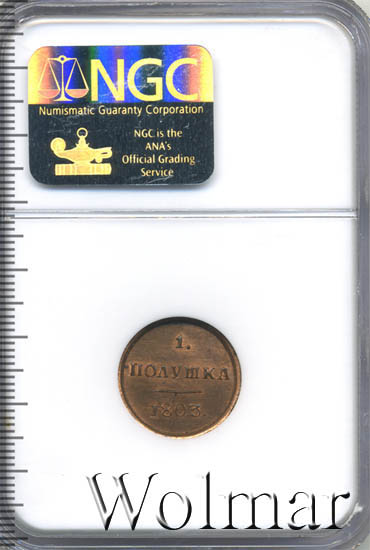 NGC
Numismatic Guaranty Corporation
NGC is the
ANA's
Official Grading
Service
1.
ПОЛУШКА
1803.
Wolmar